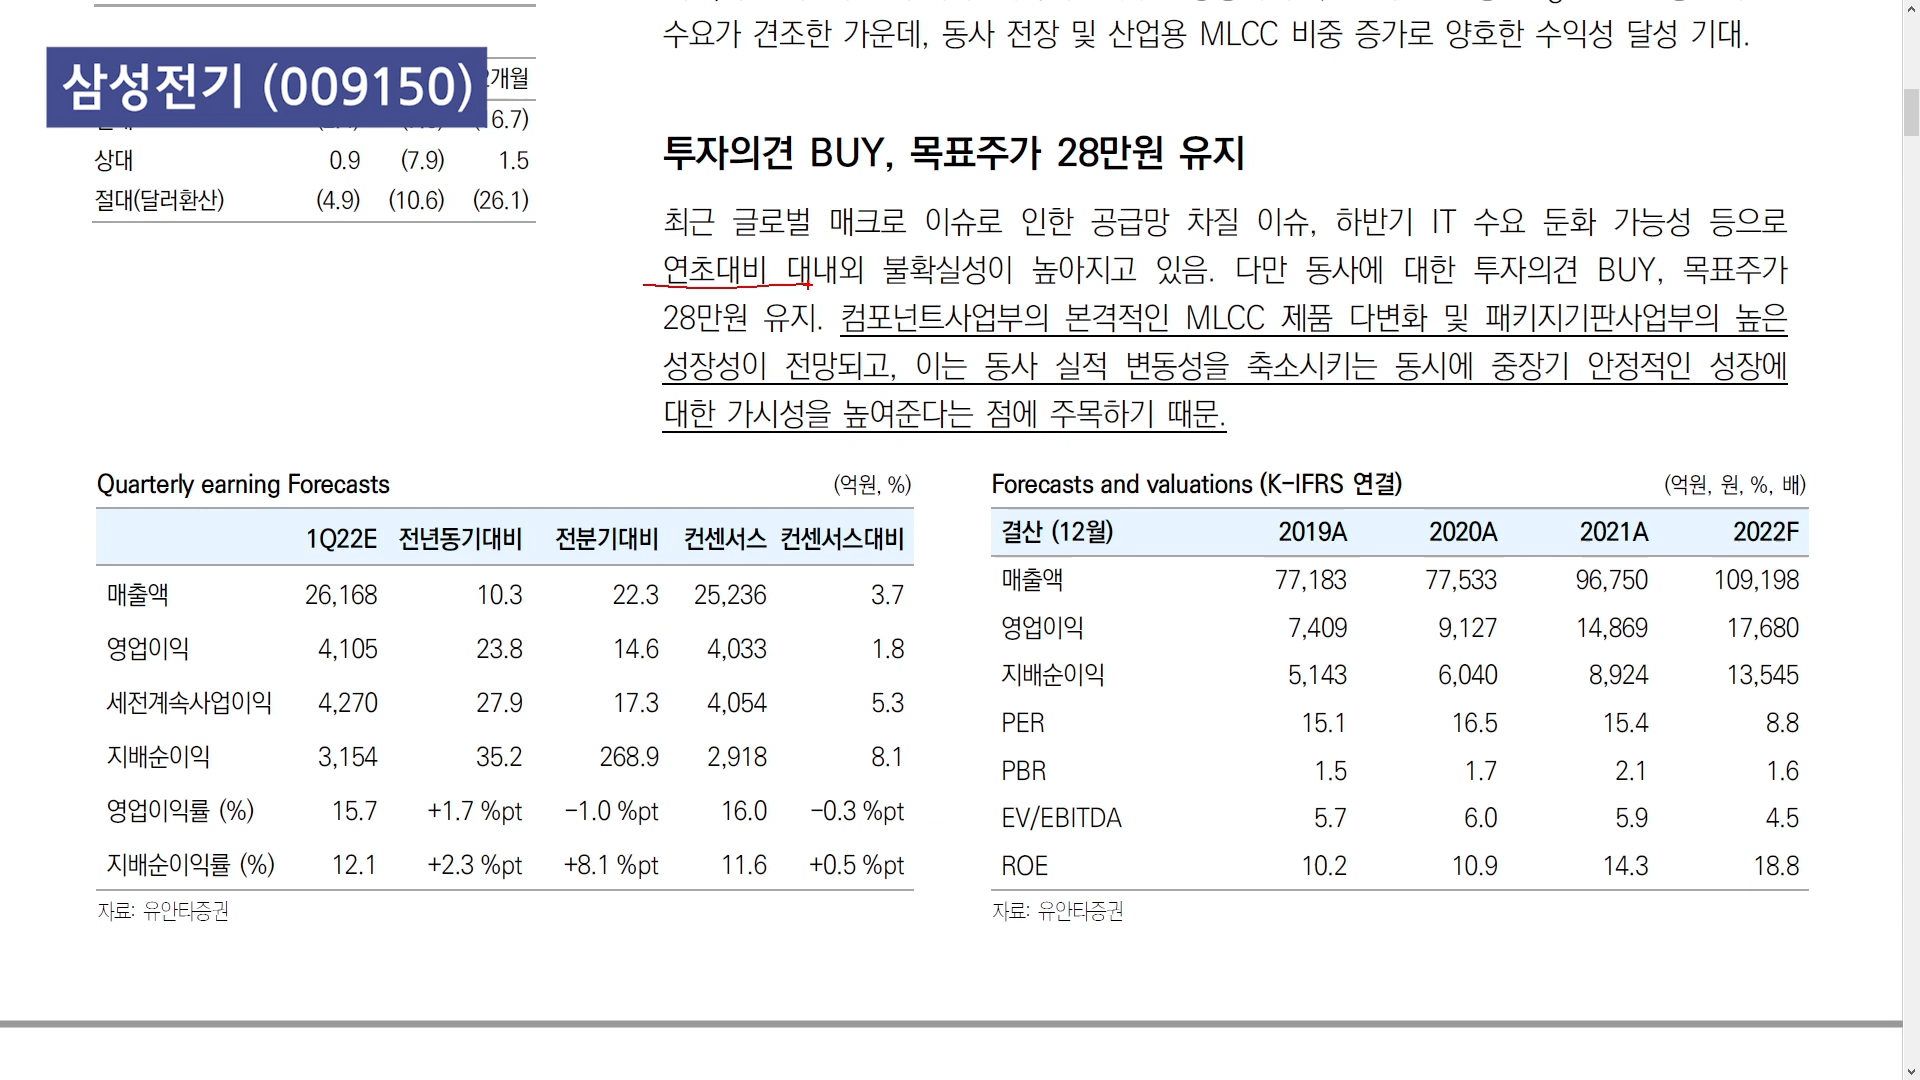 수요가 견조한 가운데, 동사 전장 및 산업용 MLCC 비중 증가로 양호한 수익성 달성 기대.
삼성전기 (009150)
개월
6.7)
상대 0.9 (7.9) 1.5
절대(달러환산) (4.9) (10.6) (26.1)
투자의견 BUY, 목표주가 28만원 유지
최근 글로벌 매크로 이슈로 인한 공급망 차질 이슈, 하반기 IT 수요 둔화 가능성 등으로
연초대비 대내외 불확실성이 높아지고 있음. 다만 동사에 대한 투자의견 BUY, 목표주가
28만원 유지. 컴포넌트사업부의 본격적인 MLCC 제품 다변화 및 패키지기판사업부의 높은
성장성이 전망되고, 이는 동사 실적 변동성을 축소시키는 동시에 중장기 안정적인 성장에
대한 가시성을 높여준다는 점에 주목하기 때문.
Quarterly earning Forecasts (억원, %)
1Q22E 전년동기대비 전분기대비 컨센서스 컨센서스대비
매출액 26,168 10.3 22.3 25,236 3.7
영업이익 4,105 23.8 14.6 4,033 1.8
세전계속사업이익 4,270 27.9 17.3 4,054 5.3
지배순이익 3,154 35.2 268.9 2,918 8.1
영업이익률 (%) 15.7 +1.7 %pt -1.0 %pt 16.0 -0.3 %pt
지배순이익률 (%) 12.1 +2.3 %pt +8.1 %pt 11.6 +0.5 %pt
자료: 유안타증권
Forecasts and valuations (K-IFRS 연결) (억원, 원, %, 배)
결산 (12월) 2019A 2020A 2021A 2022F
매출액 77,183 77,533 96,750 109,198
영업이익 7,409 9,127 14,869 17,680
지배순이익 5,143 6,040 8,924 13,545
PER 15.1 16.5 15.4 8.8
PBR 1.5 1.7 2.1 1.6
EV/EBITDA 5.7 6.0 5.9 4.5
ROE 10.2 10.9 14.3 18.8
자료: 유안타증권